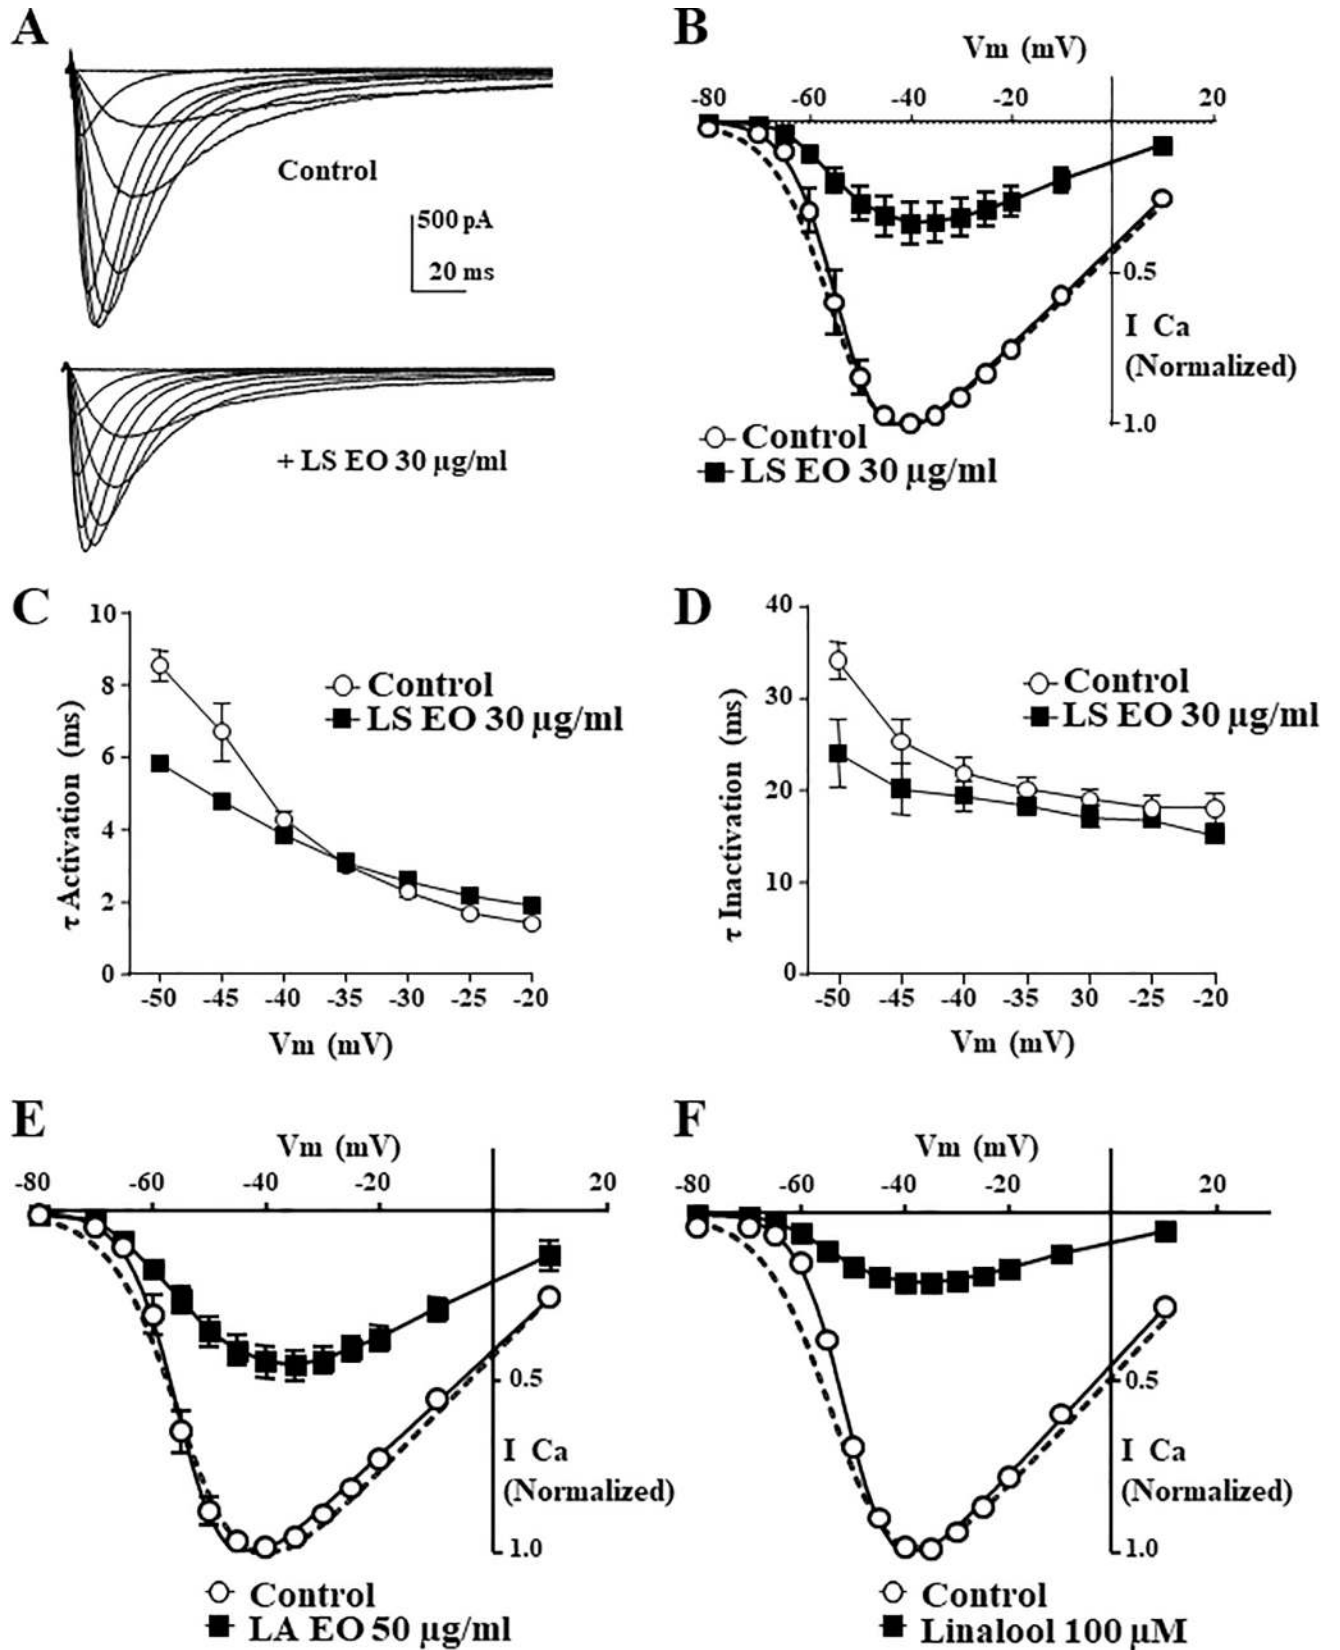 A
Control
500 pA
20 ms
+ LS EO 30 µg/ml
B
Vm (mV)
-80 -60 -40 -20 20
0.5
I Ca
(Normalized)
1.0
Control
LS EO 30 µg/ml
C
10
8
6
4
2
0
τ Activation (ms)
Control
LS EO 30 µg/ml
-50 -45 -40 -35 -30 -25 -20
Vm (mV)
D
40
30
20
10
0
τ Inactivation (ms)
Control
LS EO 30 µg/ml
-50 -45 -40 -35 30 -25 -20
Vm (mV)
E
Vm (mV)
-80 -60 -40 -20 20
0.5
I Ca
(Normalized)
1.0
Control
LA EO 50 µg/ml
F
Vm (mV)
-80 -60 -40 -20 20
0.5
I Ca
(Normalized)
1.0
Control
Linalool 100 µM